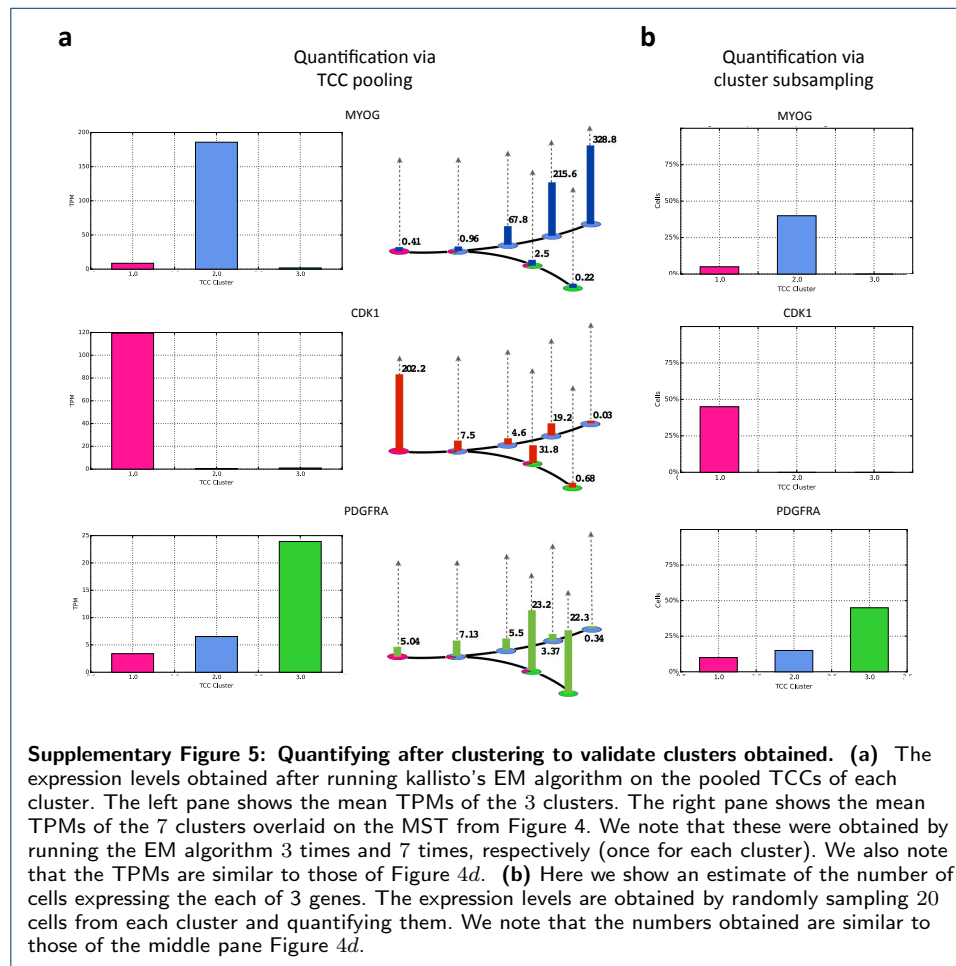 a
b
Quantification via
TCC pooling
Quantification via
cluster subsampling
MYOG
200
150
100
50
0
TPM
1.0
2.0
3.0
TCC Cluster
0.41
0.96
67.8
215.6
328.8
2.5
0.22
MYOG
75%
50%
25%
0%
Cells
1.0
2.0
3.0
TCC Cluster
CDK1
120
100
80
60
40
20
0
TPM
1.0
2.0
3.0
TCC Cluster
202.2
7.5
4.6
19.2
0.03
31.8
0.68
CDK1
75%
50%
25%
0%
Cells
1.0
2.0
3.0
TCC Cluster
PDGFRA
25
20
15
10
5
0
TPM
1.0
2.0
3.0
TCC Cluster
5.04
7.13
5.5
23.2
3.37
22.3
0.34
PDGFRA
75%
50%
25%
0%
Cells
1.0
2.0
3.0
TCC Cluster
Supplementary Figure 5: Quantifying after clustering to validate clusters obtained. (a) The
expression levels obtained after running kallisto's EM algorithm on the pooled TCCs of each
cluster. The left pane shows the mean TPMs of the 3 clusters. The right pane shows the mean
TPMs of the 7 clusters overlaid on the MST from Figure 4. We note that these were obtained by
running the EM algorithm 3 times and 7 times, respectively (once for each cluster). We also note
that the TPMs are similar to those of Figure 4d. (b) Here we show an estimate of the number of
cells expressing the each of 3 genes. The expression levels are obtained by randomly sampling 20
cells from each cluster and quantifying them. We note that the numbers obtained are similar to
those of the middle pane Figure 4d.